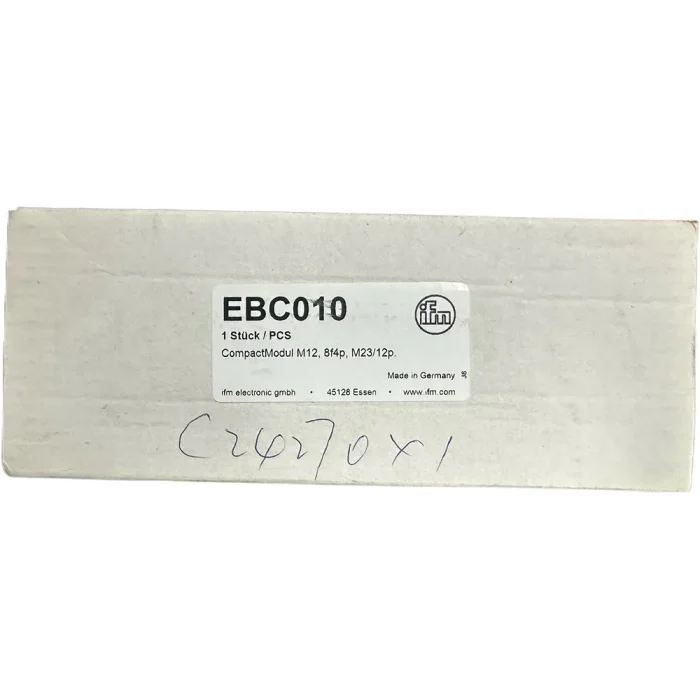 EBC010
ifm
1 Stück / PCS
CompactModul M12, 8f4p, M23/12p.
Made in Germany
J6
ifm electronic gmbh • 45128 Essen • www.ifm.com
C24270x1